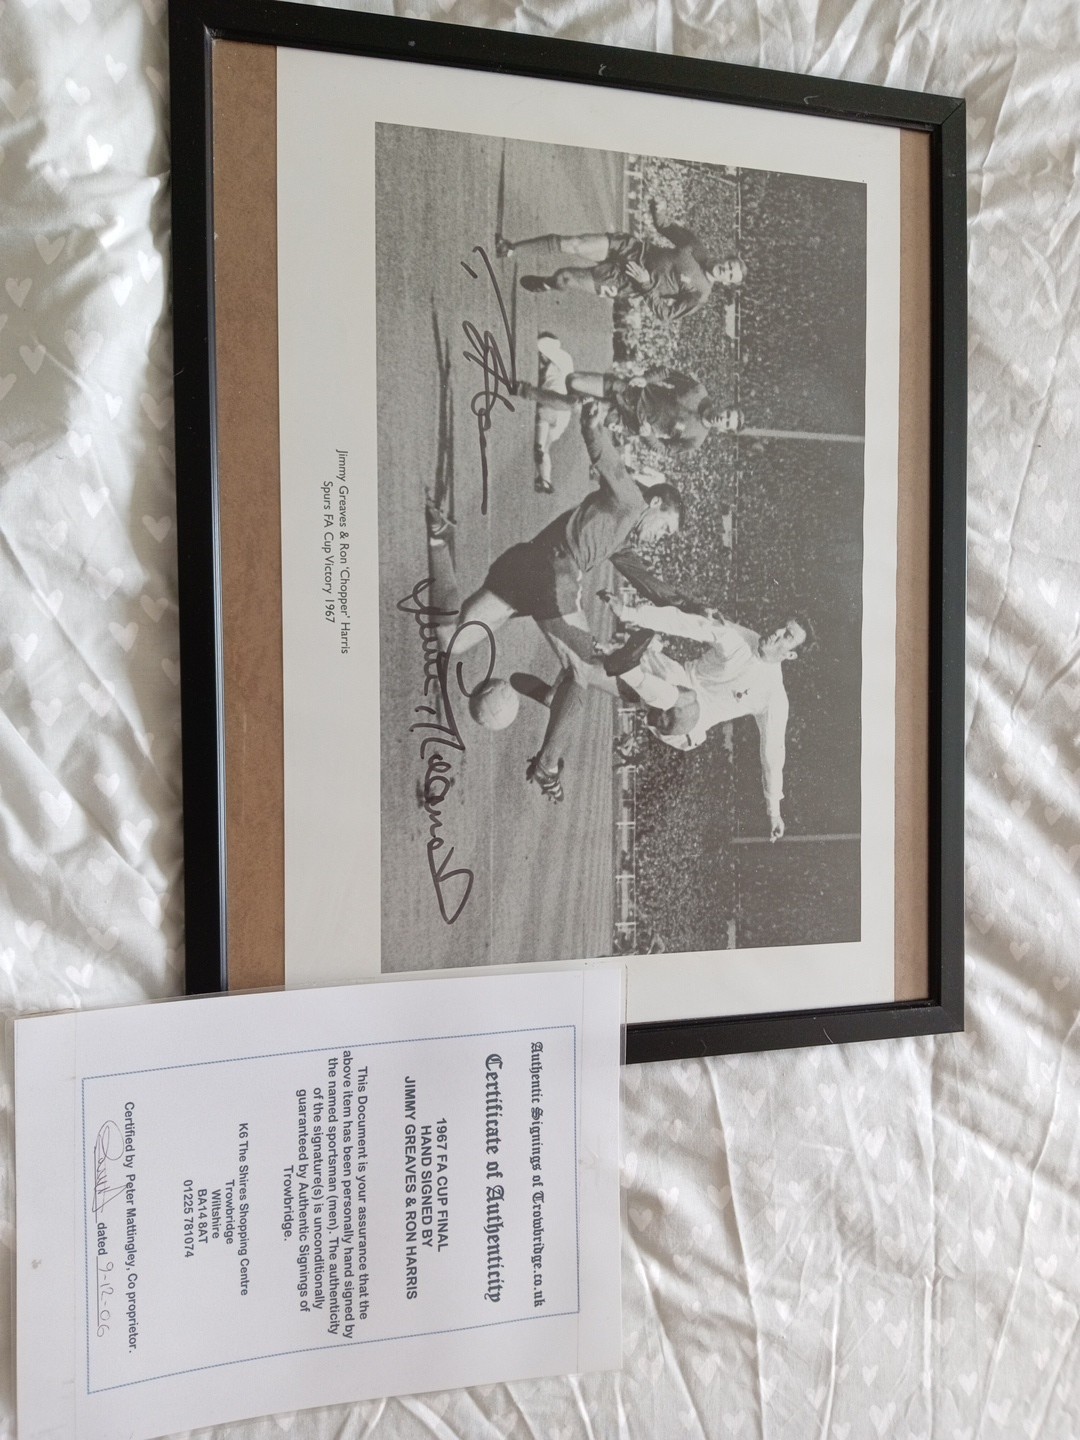 Jimmy Greaves & Ron 'Chopper' Harris
Spurs FA Cup Victory 1967
Authentic Signings of Trowbridge.co.uk
Certificate of Authenticity
1967 FA CUP FINAL
HAND SIGNED BY
JIMMY GREAVES & RON HARRIS
This Document is your assurance that the
above item has been personally hand signed by
the named sportsman (men). The authenticity
of the signature(s) is unconditionally
guaranteed by Authentic Signings of
Trowbridge.
K6 The Shires Shopping Centre
Trowbridge
Wiltshire
BA14 8AT
01225 781074
Certified by Peter Mattingley, Co proprietor.
dated 9-12-06